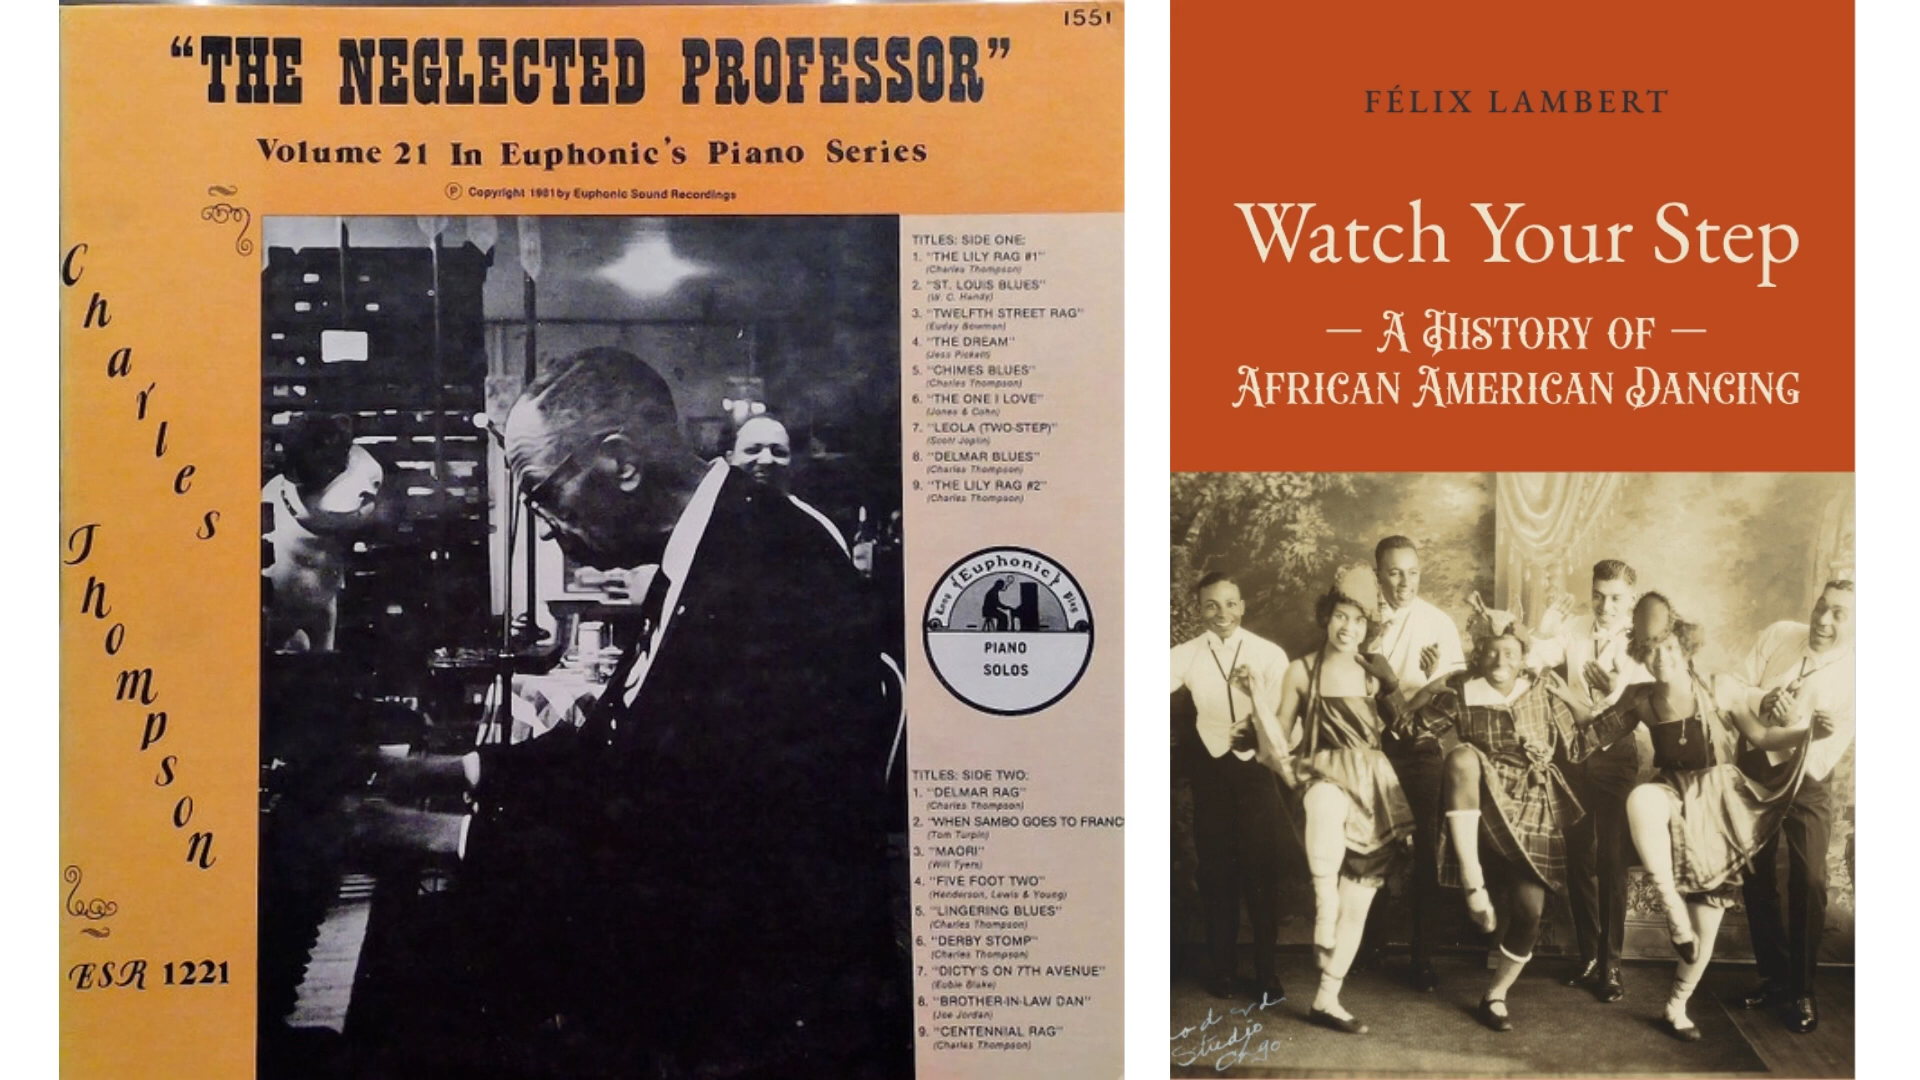 1551
“THE NEGLECTED PROFESSOR”
Volume 21 In Euphonic's Piano Series
Ⓟ Copyright 1981 by Euphonic Sound Recordings
Charles
Thompson
ESR 1221
TITLES: SIDE ONE:
1. "THE LILY RAG #1"
(Charles Thompson)
2. "ST. LOUIS BLUES"
(W. C. Handy)
3. "TWELFTH STREET RAG"
(Euday Bowman)
4. "THE DREAM"
(Jess Pickett)
5. "CHIMES BLUES"
(Charles Thompson)
6. "THE ONE I LOVE"
(Jones & Cohn)
7. "LEOLA (TWO-STEP)"
(Scott Joplin)
8. "DELMAR BLUES"
(Charles Thompson)
9. "THE LILY RAG #2"
(Charles Thompson)
Euphonic
Long Play
PIANO
SOLOS
TITLES: SIDE TWO:
1. "DELMAR RAG"
(Charles Thompson)
2. "WHEN SAMBO GOES TO FRANC
(Tom Turpin)
3. "MAORI"
(Will Tyers)
4. "FIVE FOOT TWO"
(Henderson, Lewis & Young)
5. "LINGERING BLUES"
(Charles Thompson)
6. "DERBY STOMP"
(Charles Thompson)
7. "DICTY'S ON 7TH AVENUE"
(Eubie Blake)
8. "BROTHER-IN-LAW DAN"
(Joe Jordan)
9. "CENTENNIAL RAG"
(Charles Thompson)
FÉLIX LAMBERT
Watch Your Step
— A HISTORY OF —
AFRICAN AMERICAN DANCING
Studio